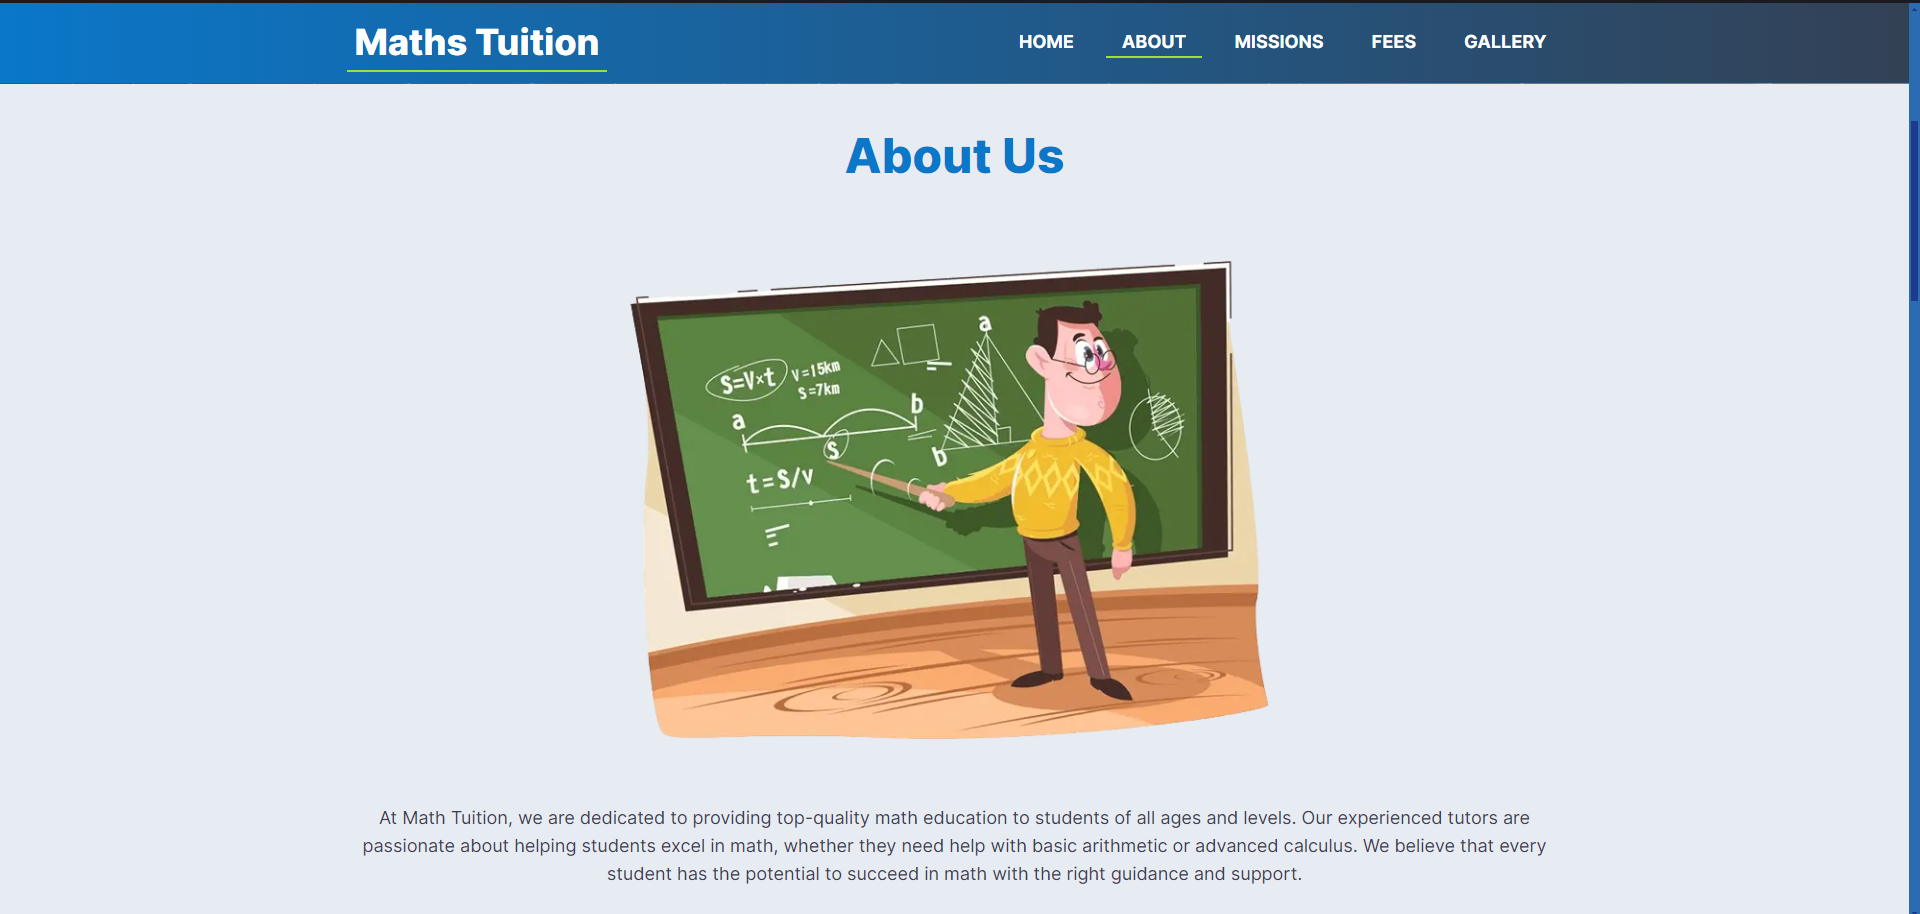 Maths Tuition
HOME ABOUT MISSIONS FEES GALLERY
About Us
S=V×t V=15km
S=7km
a
b
a
b
S
t=S/v
At Math Tuition, we are dedicated to providing top-quality math education to students of all ages and levels. Our experienced tutors are
passionate about helping students excel in math, whether they need help with basic arithmetic or advanced calculus. We believe that every
student has the potential to succeed in math with the right guidance and support.